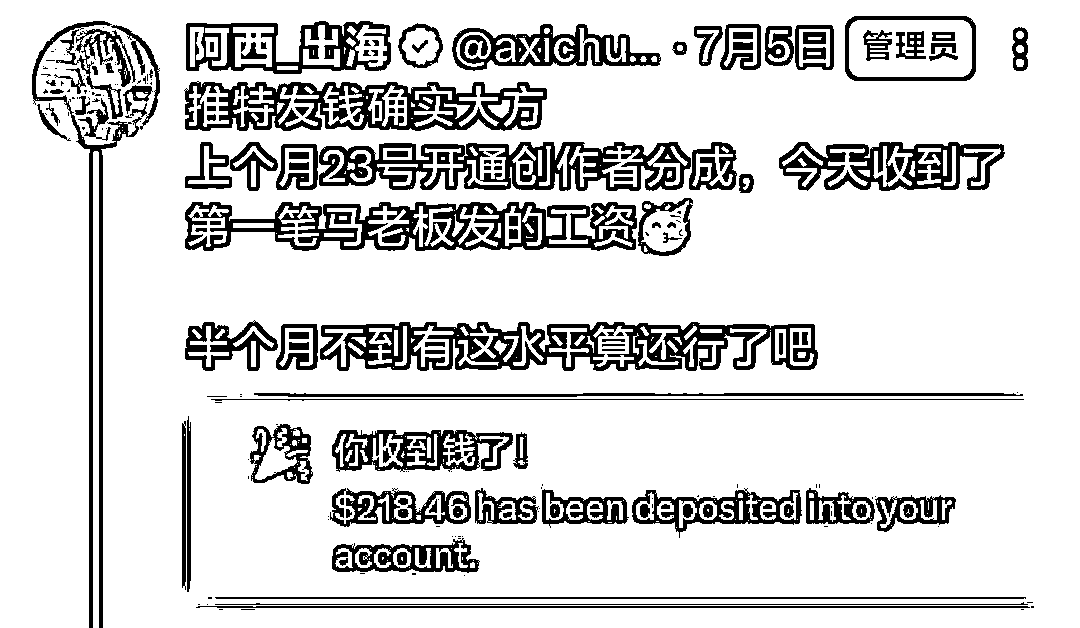 阿西_出海 @axichu... · 7月5日 管理员
推特发钱确实大方
上个月23号开通创作者分成，今天收到了
第一笔马老板发的工资🥳
半个月不到有这水平算还行了吧
你收到钱了！
$218.46 has been deposited into your
account.